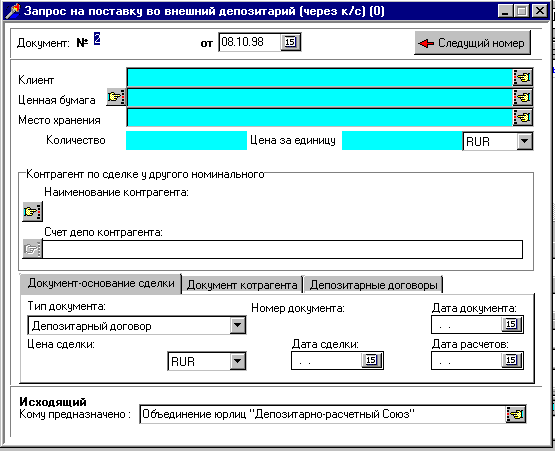 Запрос на поставку во внешний депозитарий (через к/с) (0)
Документ: № 2 от 08.10.98 15 Следущий номер
Клиент
Ценная бумага
Место хранения
Количество Цена за единицу RUR
Контрагент по сделке у другого номинального
Наименование контрагента:
Счет депо контрагента:
Документ-основание сделки Документ котрагента Депозитарные договоры
Тип документа: Номер документа: Дата документа:
Депозитарный договор . . 15
Цена сделки: Дата сделки: Дата расчетов:
RUR . . 15 . . 15
Исходящий
Кому предназначено : Объединение юрлиц "Депозитарно-расчетный Союз"